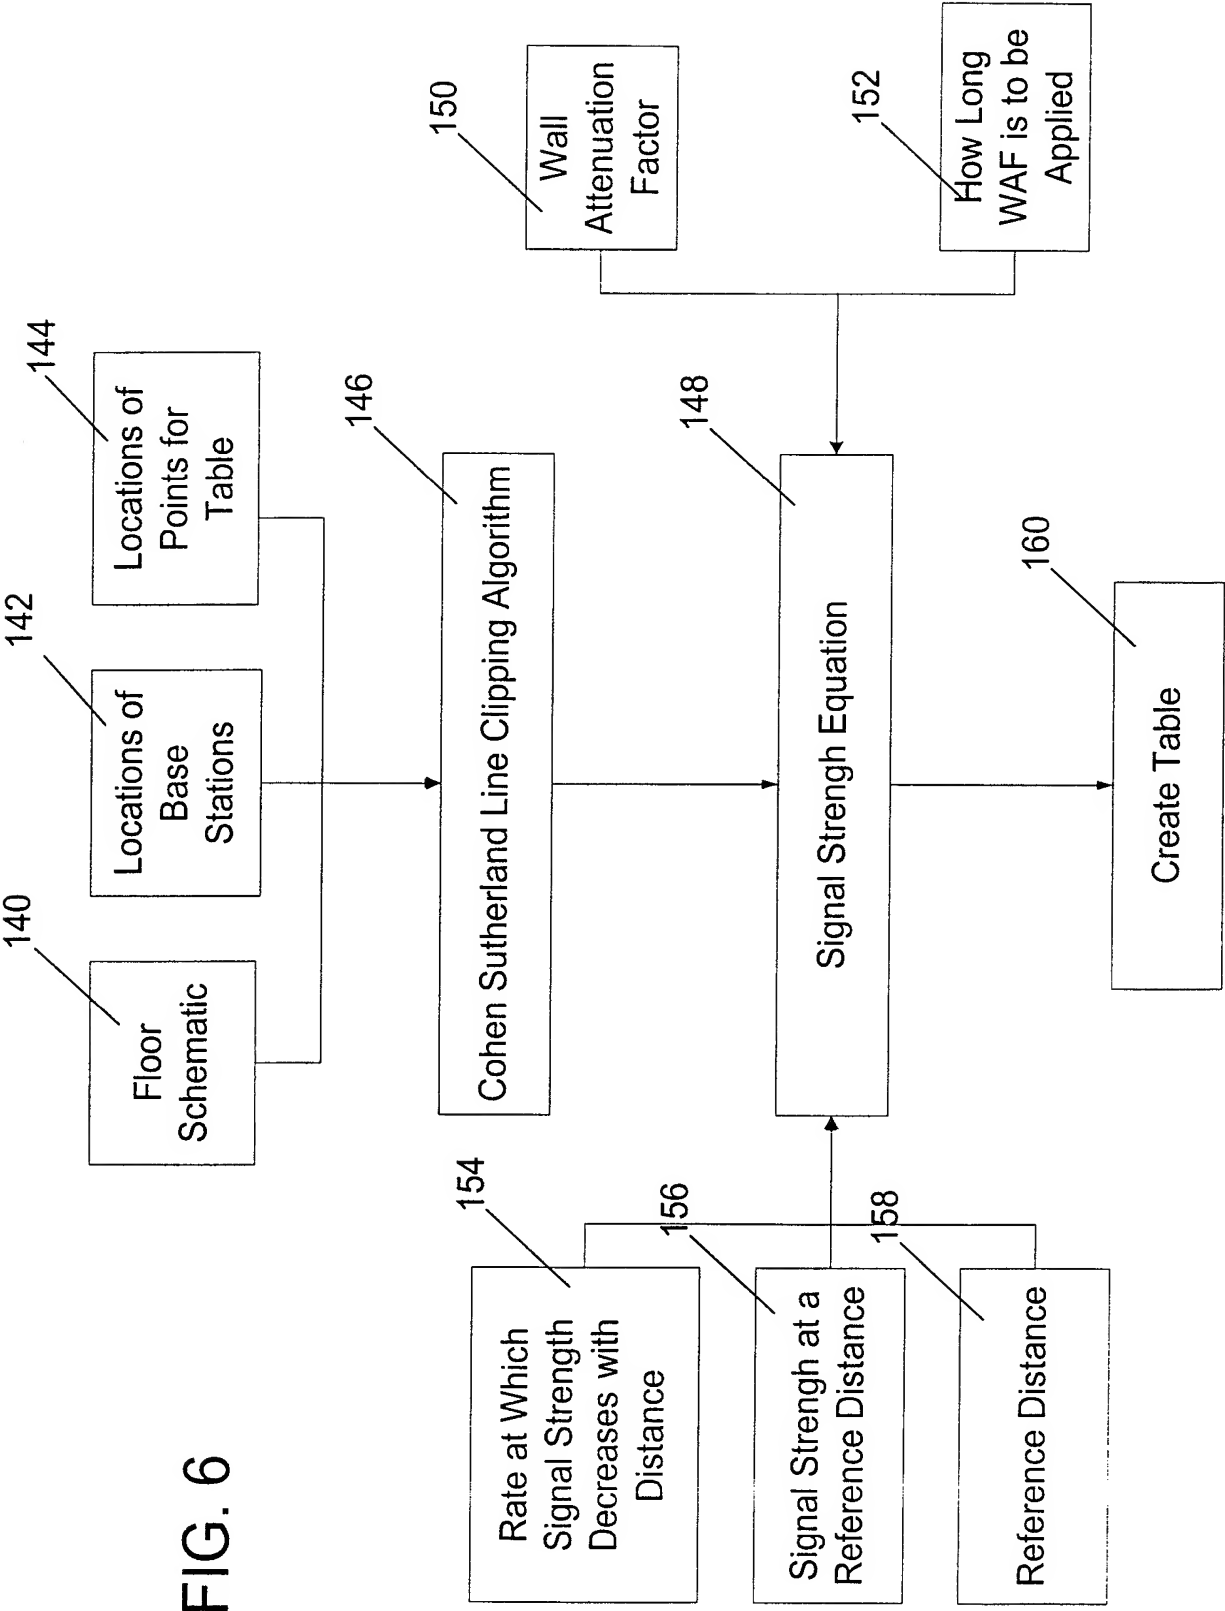 FIG. 6
140
Floor
Schematic
142
Locations of
Base
Stations
144
Locations of
Points for
Table
146
Cohen Sutherland Line Clipping Algorithm
154
Rate at Which
Signal Strength
Decreases with
Distance
156
Signal Strengh at a
Reference Distance
158
Reference Distance
148
Signal Strengh Equation
150
Wall
Attenuation
Factor
152
How Long
WAF is to be
Applied
160
Create Table